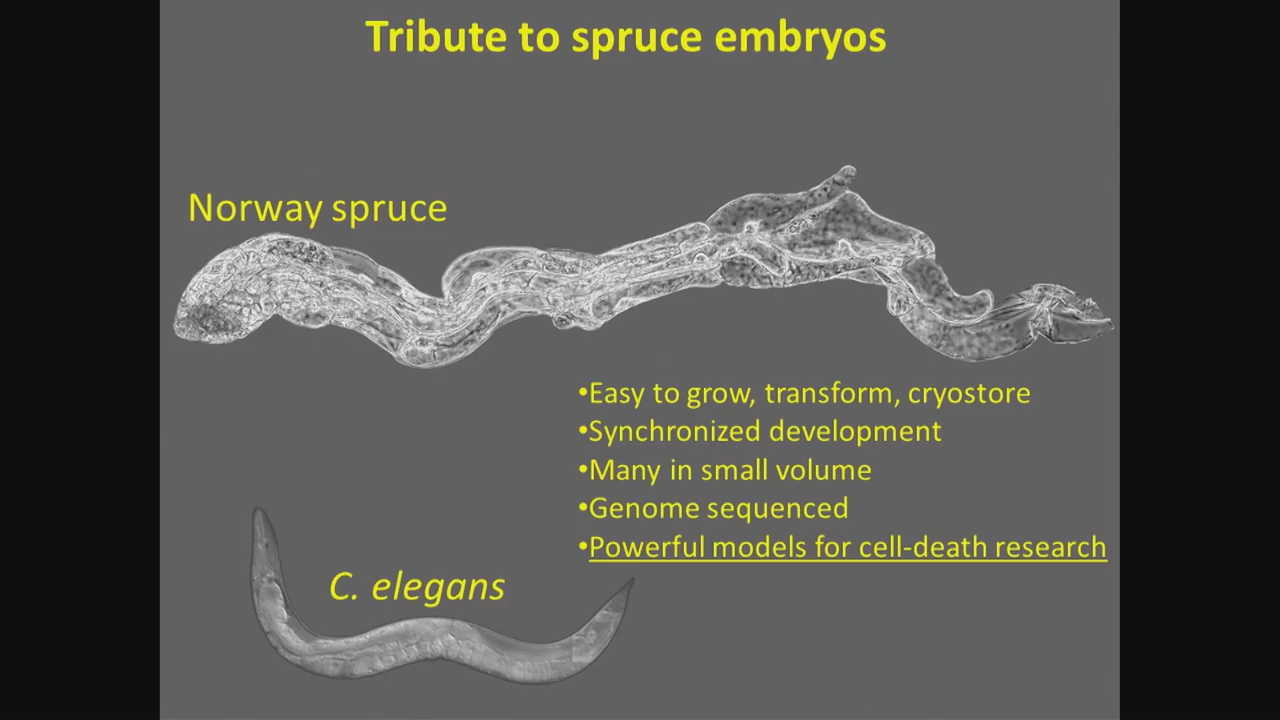 Tribute to spruce embryos
Norway spruce
•Easy to grow, transform, cryostore
•Synchronized development
•Many in small volume
•Genome sequenced
•Powerful models for cell-death research
C. elegans